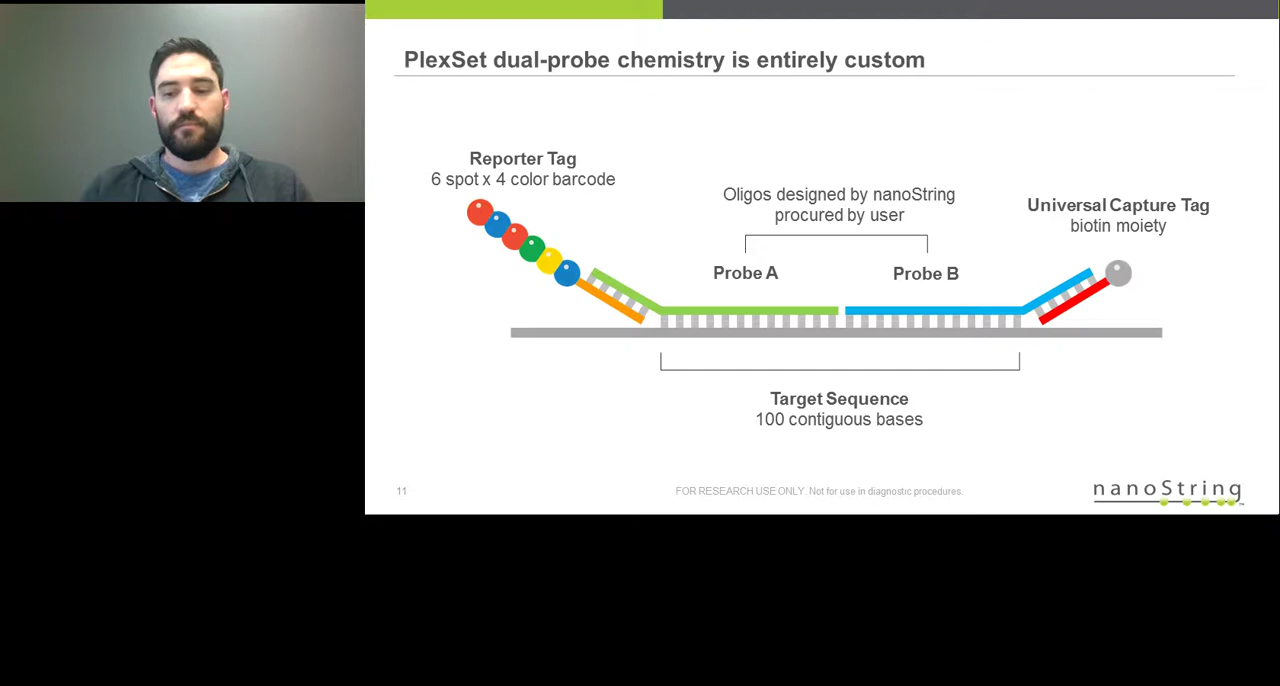 PlexSet dual-probe chemistry is entirely custom
Reporter Tag
6 spot x 4 color barcode
Oligos designed by nanoString
procured by user
Universal Capture Tag
biotin moiety
Probe A
Probe B
Target Sequence
100 contiguous bases
11
FOR RESEARCH USE ONLY. Not for use in diagnostic procedures.
nanoString